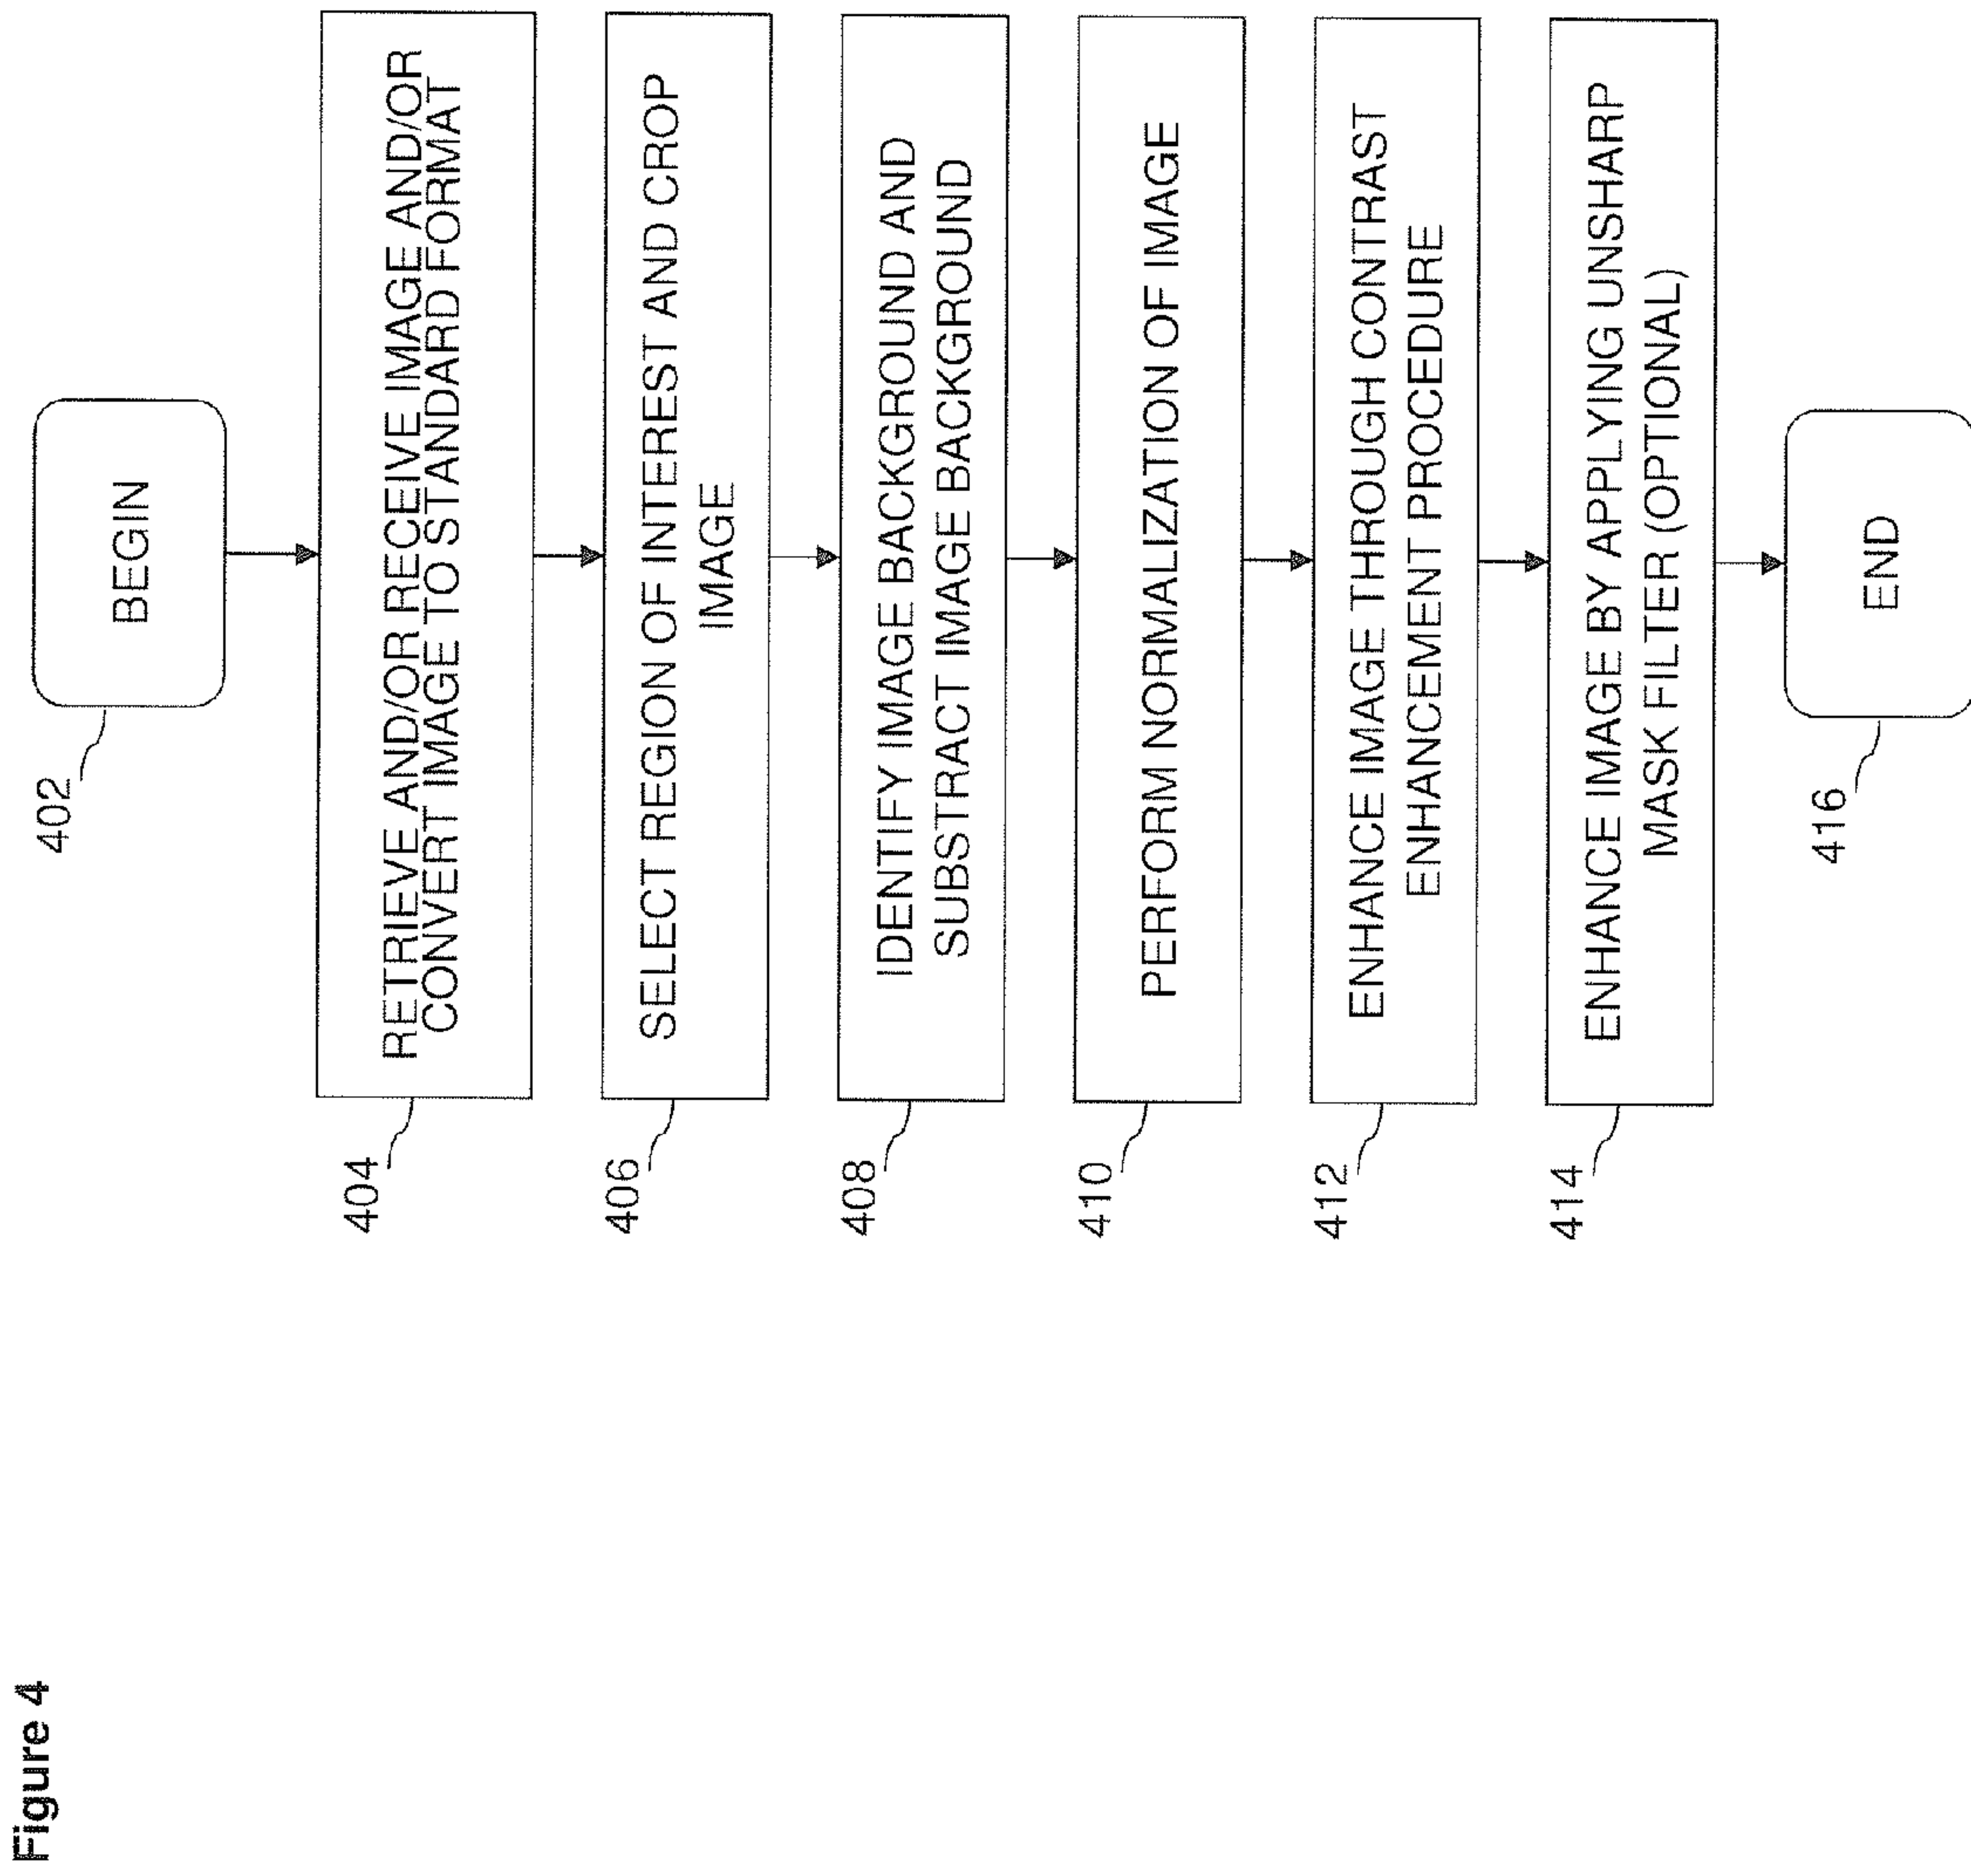 Figure 4
402
BEGIN
404
RETRIEVE AND/OR RECEIVE IMAGE AND/OR
CONVERT IMAGE TO STANDARD FORMAT
406
SELECT REGION OF INTEREST AND CROP
IMAGE
408
IDENTIFY IMAGE BACKGROUND AND
SUBSTRACT IMAGE BACKGROUND
410
PERFORM NORMALIZATION OF IMAGE
412
ENHANCE IMAGE THROUGH CONTRAST
ENHANCEMENT PROCEDURE
414
ENHANCE IMAGE BY APPLYING UNSHARP
MASK FILTER (OPTIONAL)
416
END